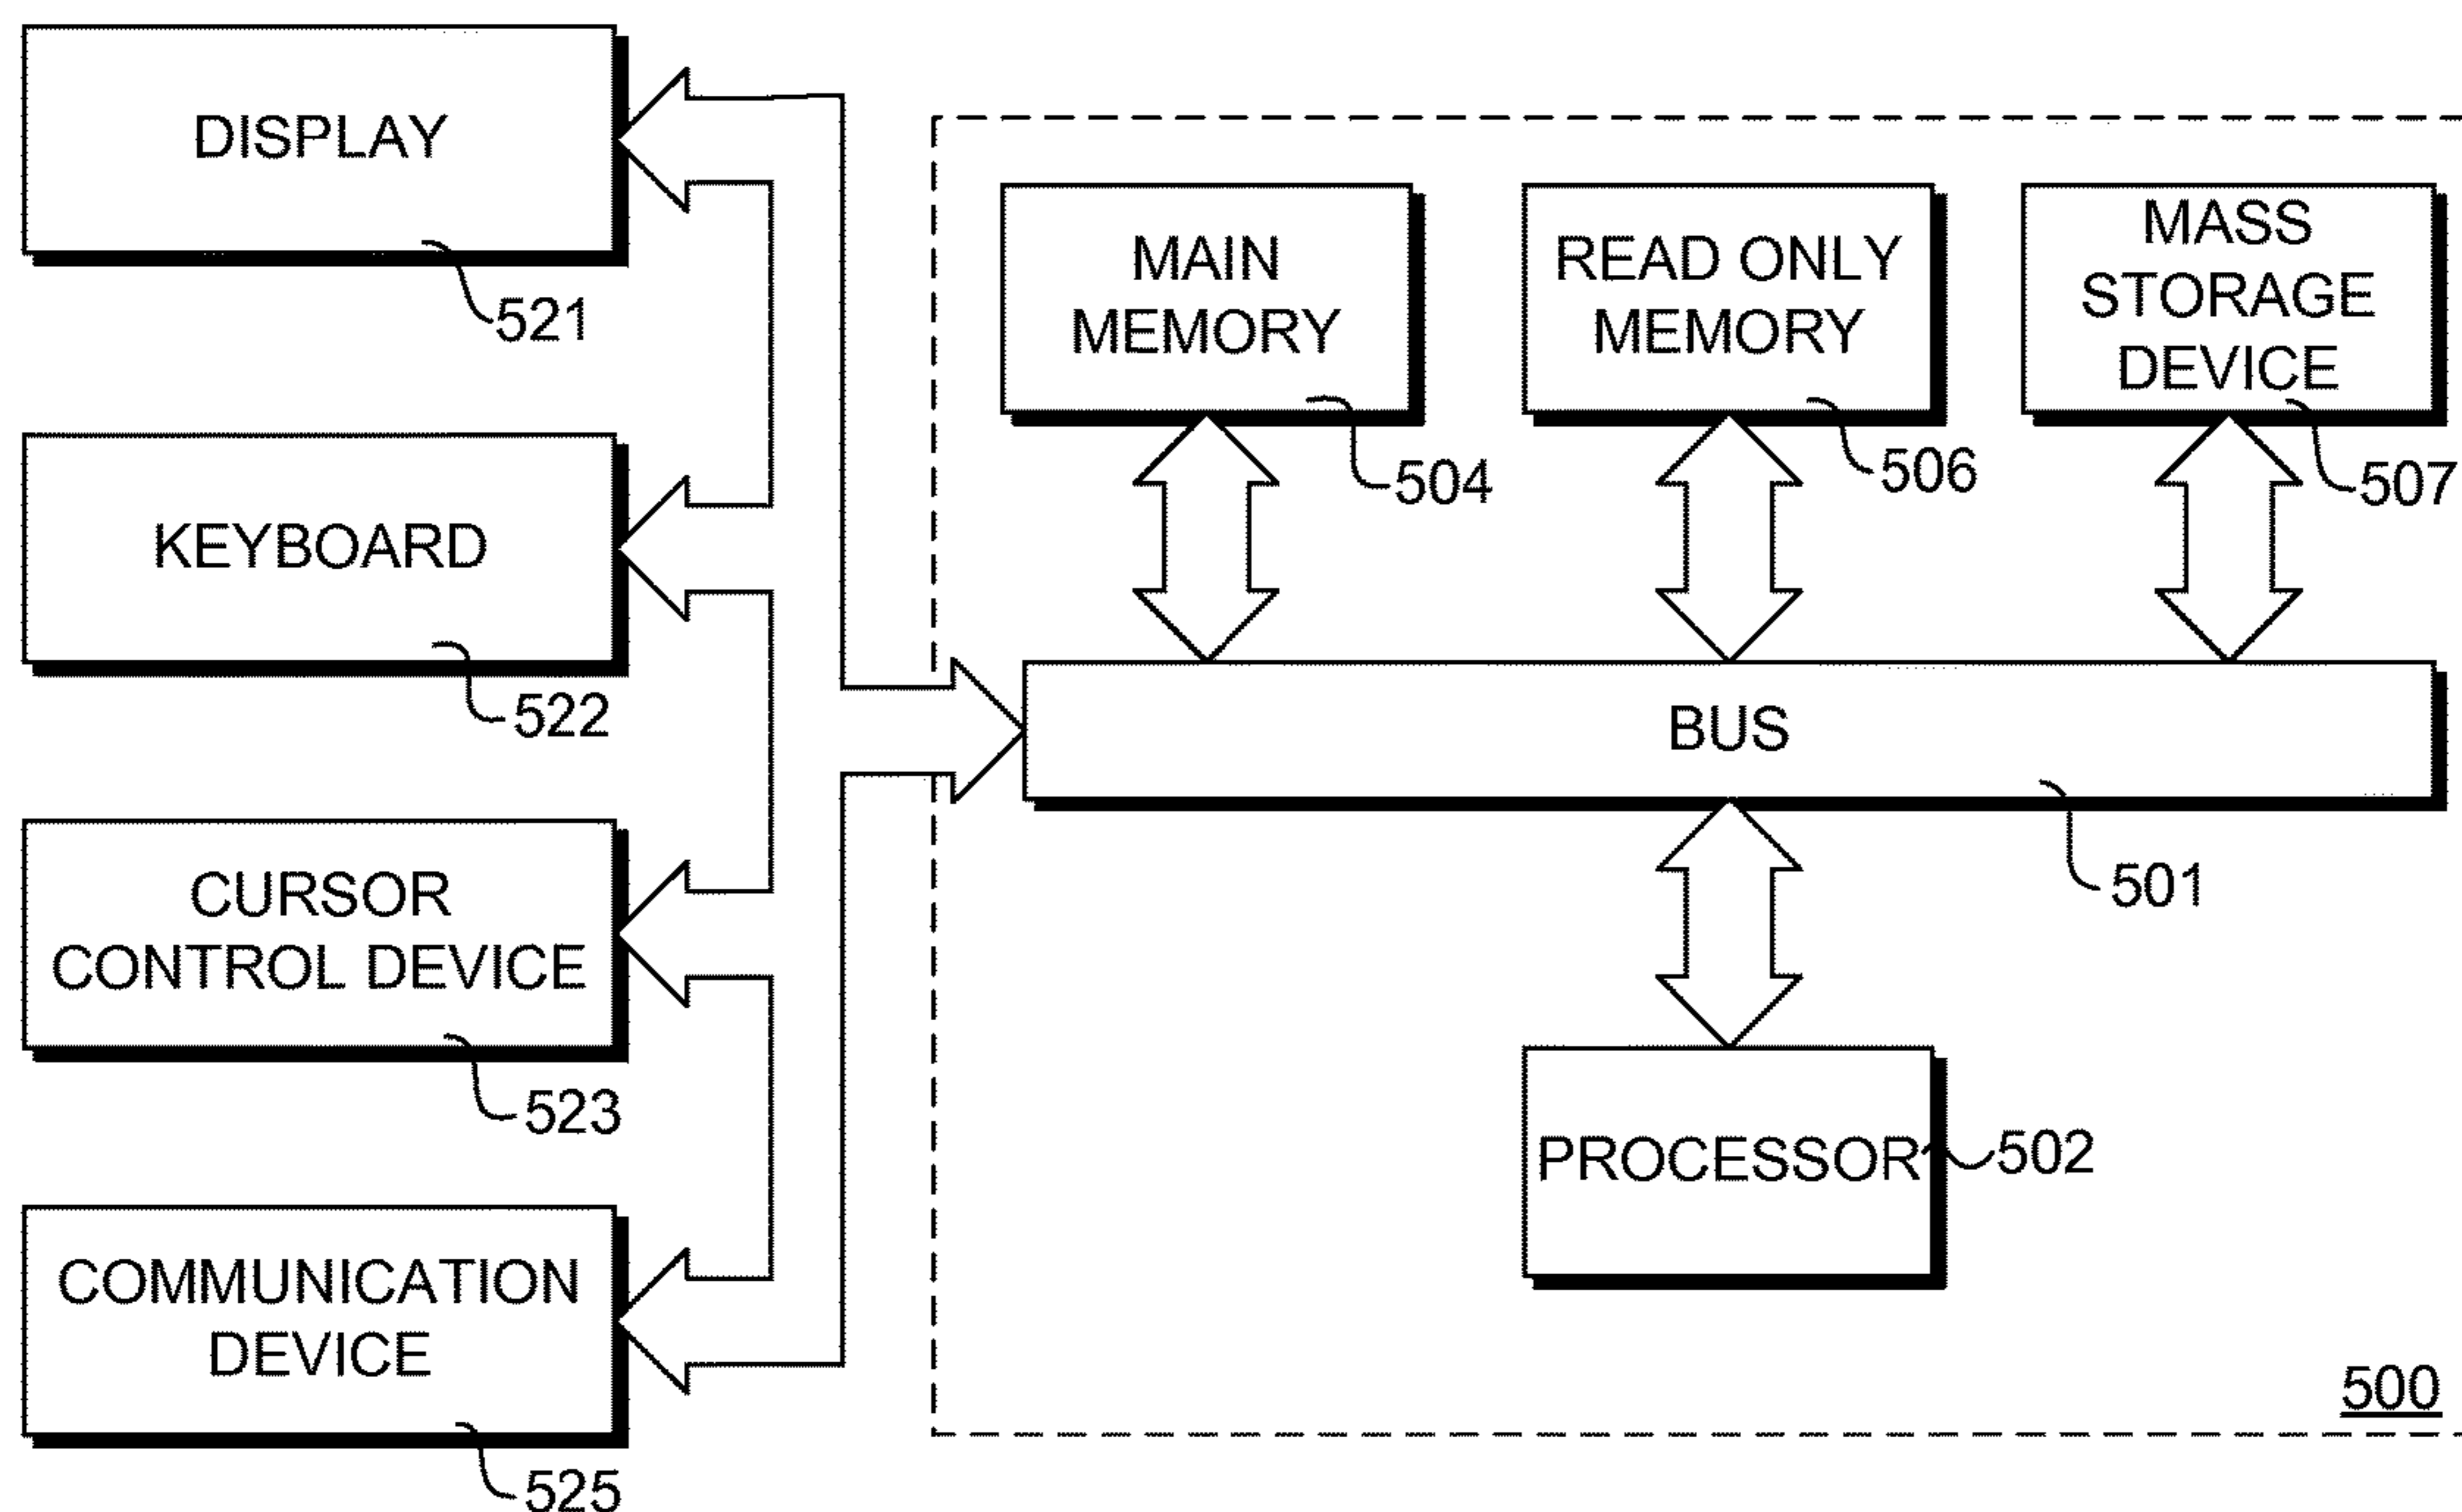 DISPLAY
521
KEYBOARD
522
CURSOR
CONTROL DEVICE
523
COMMUNICATION
DEVICE
525
MAIN
MEMORY
504
READ ONLY
MEMORY
506
MASS
STORAGE
DEVICE
507
BUS
501
PROCESSOR
502
500